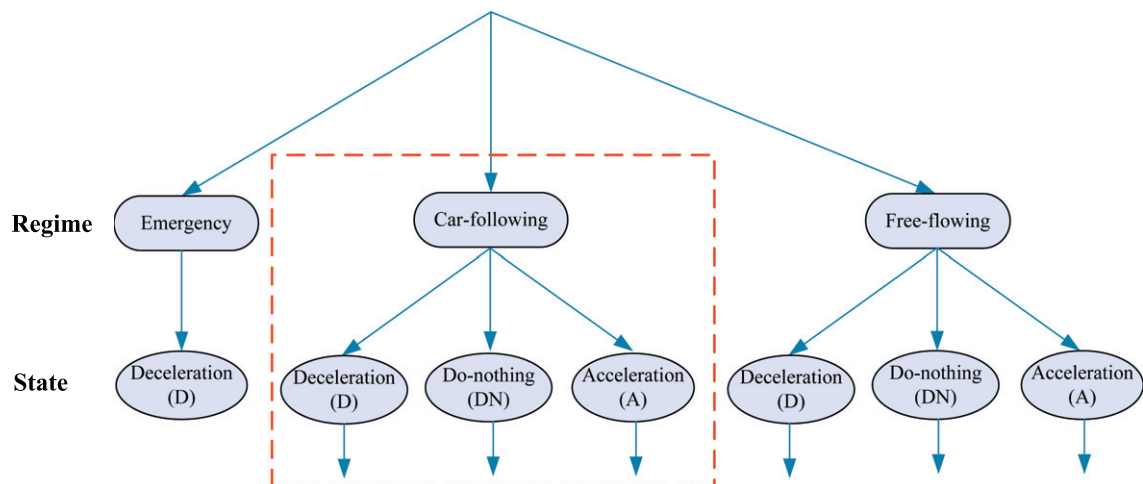 Regime
Emergency
Car-following
Free-flowing
State
Deceleration
(D)
Deceleration
(D)
Do-nothing
(DN)
Acceleration
(A)
Deceleration
(D)
Do-nothing
(DN)
Acceleration
(A)